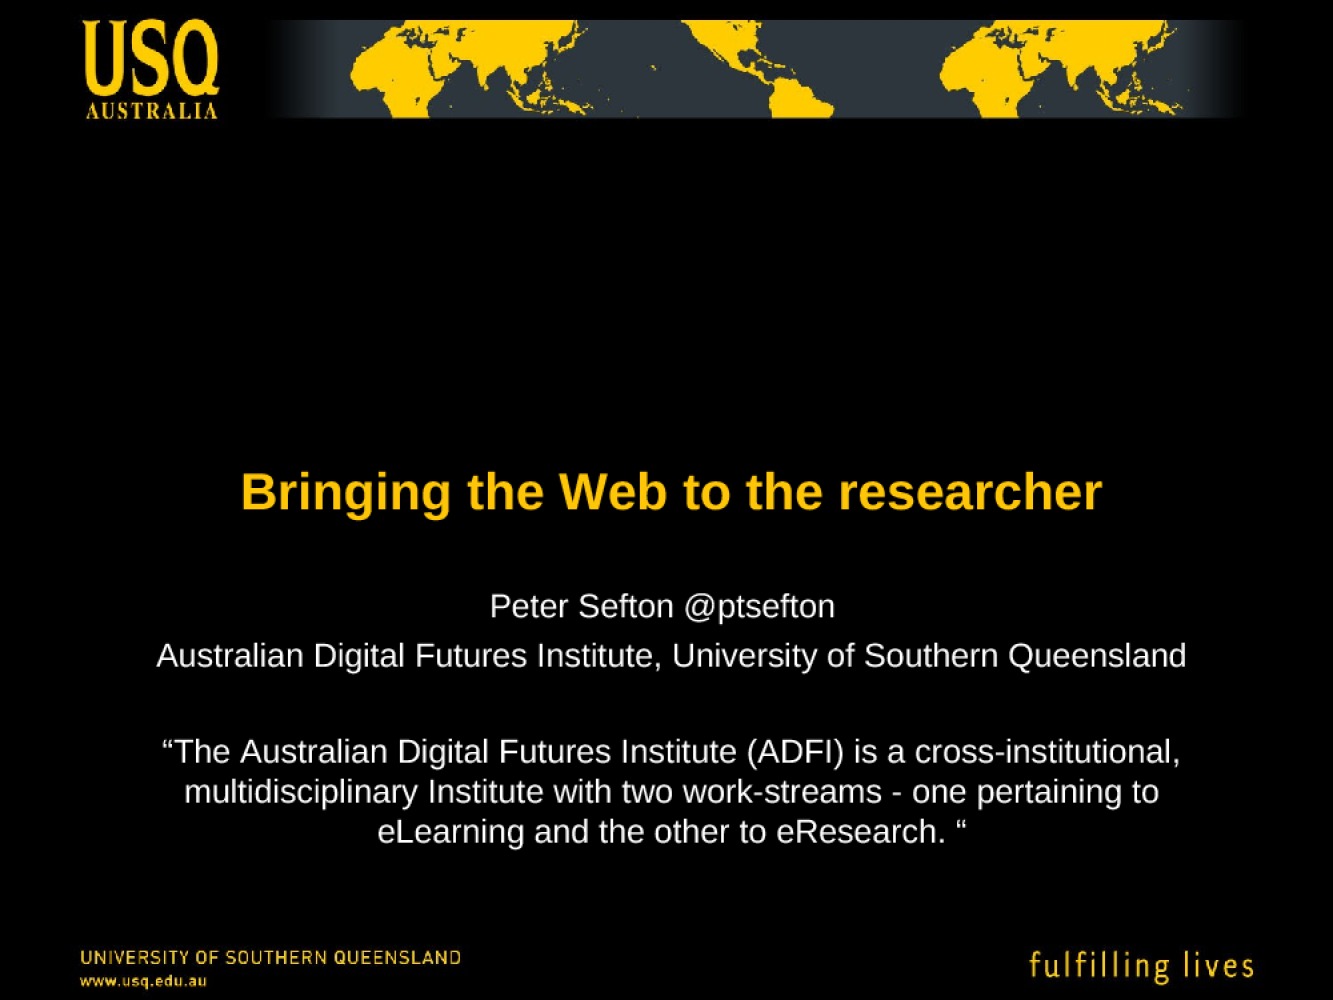 USQ
AUSTRALIA
Bringing the Web to the researcher
Peter Sefton @ptsefton
Australian Digital Futures Institute, University of Southern Queensland
“The Australian Digital Futures Institute (ADFI) is a cross-institutional,
multidisciplinary Institute with two work-streams - one pertaining to
eLearning and the other to eResearch. “
UNIVERSITY OF SOUTHERN QUEENSLAND
www.usq.edu.au
fulfilling lives